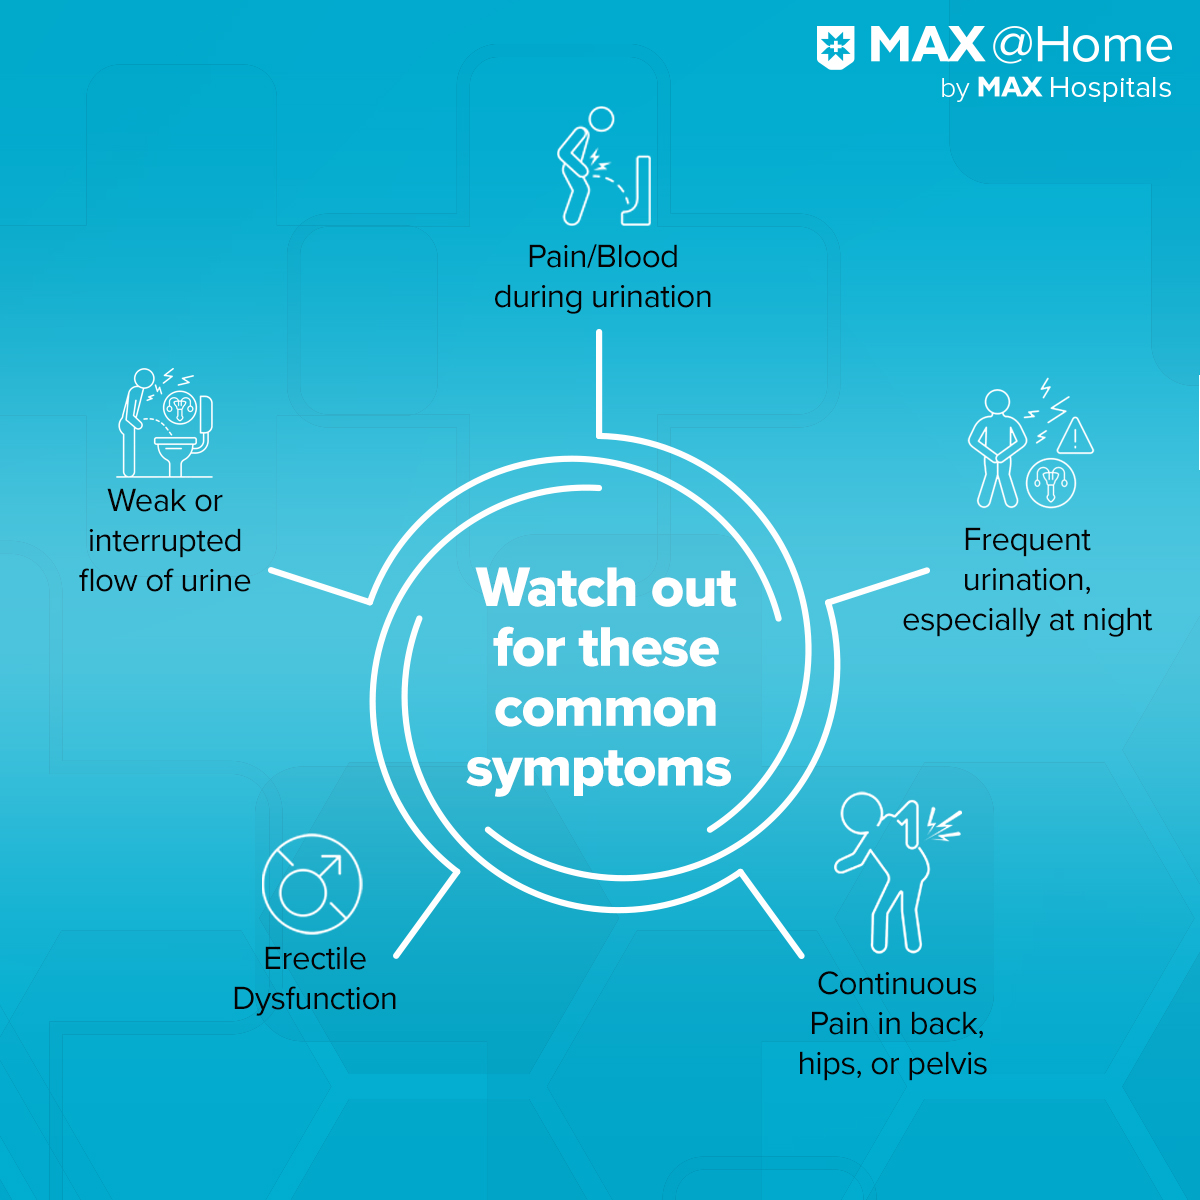 MAX @Home
by MAX Hospitals
Pain/Blood
during urination
Weak or
interrupted
flow of urine
Frequent
urination,
especially at night
Watch out
for these
common
symptoms
Erectile
Dysfunction
Continuous
Pain in back,
hips, or pelvis